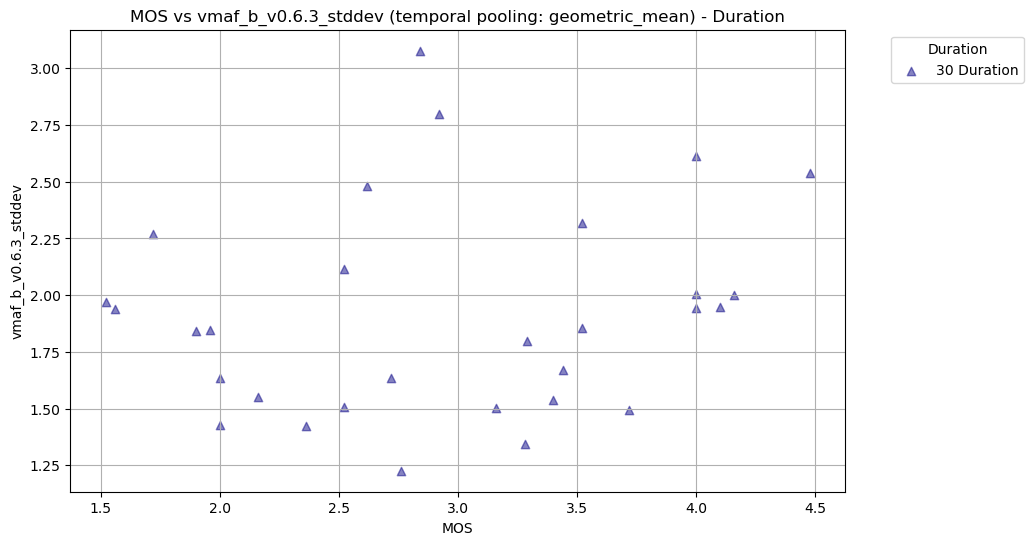 MOS vs vmaf_b_v0.6.3_stddev (temporal pooling: geometric_mean) - Duration
Duration
30 Duration
vmaf_b_v0.6.3_stddev
3.00
2.75
2.50
2.25
2.00
1.75
1.50
1.25
1.5 2.0 2.5 3.0 3.5 4.0 4.5
MOS